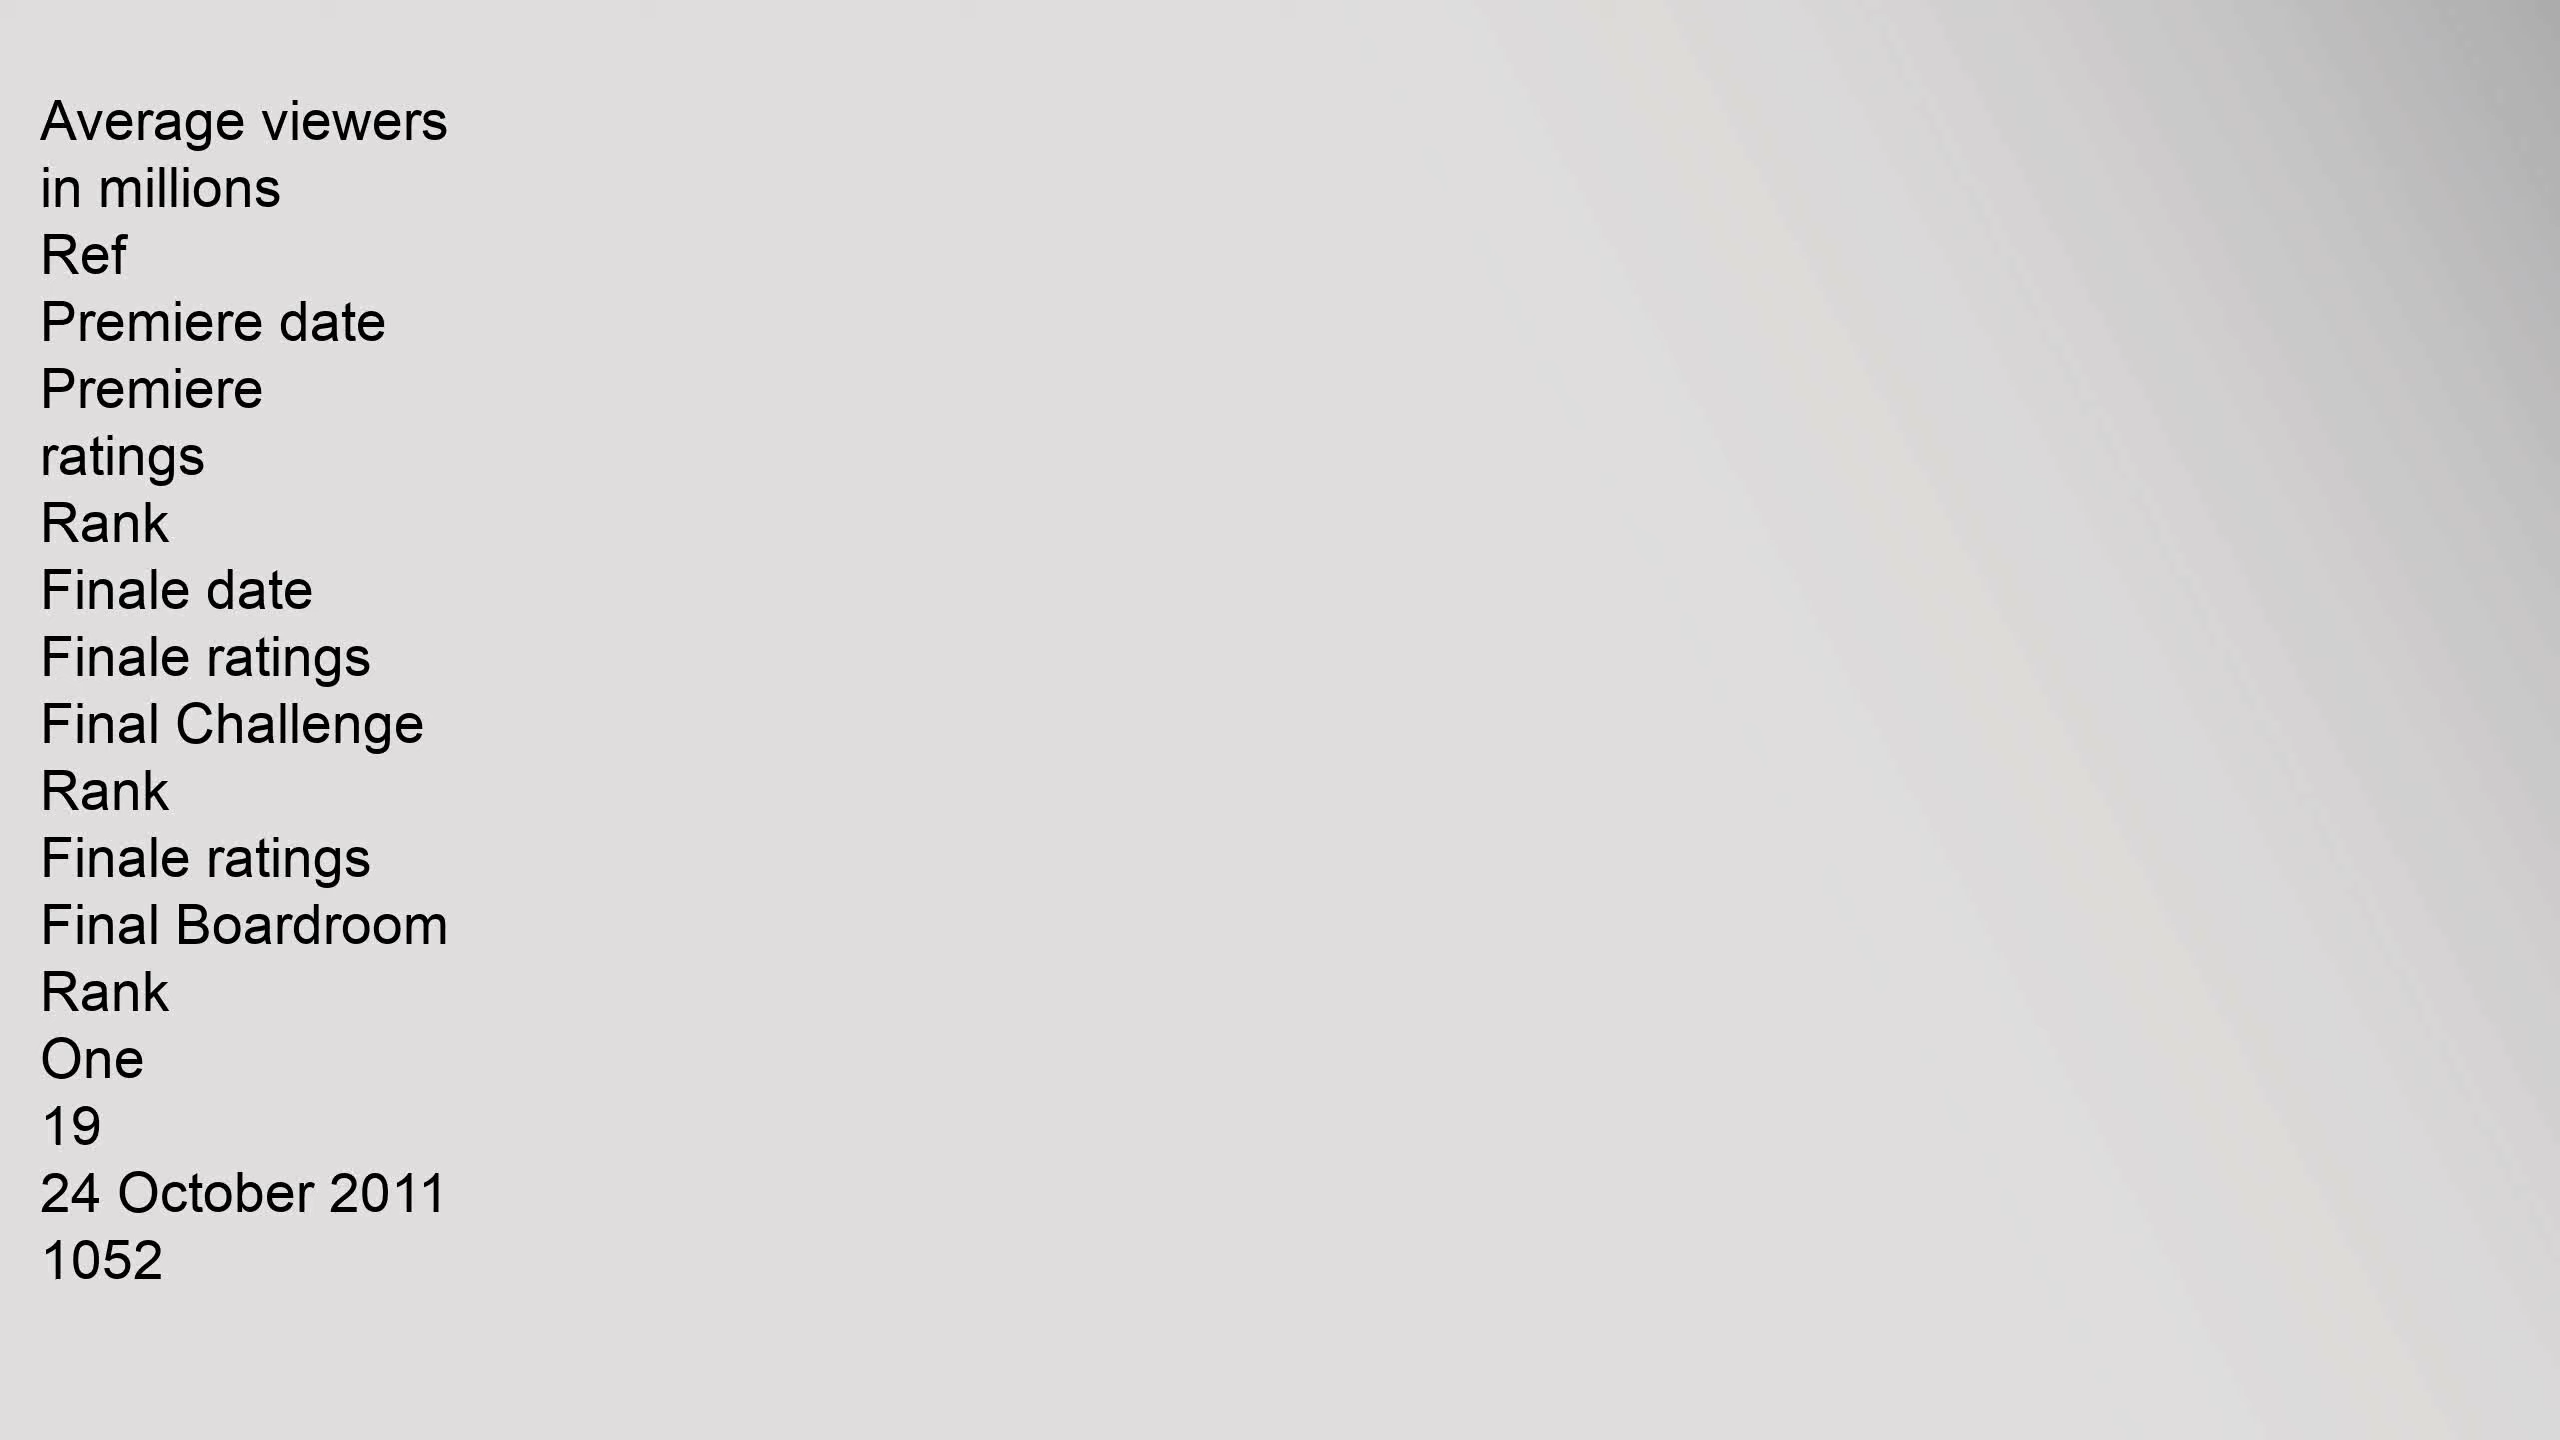 Average viewers
in millions
Ref
Premiere date
Premiere
ratings
Rank
Finale date
Finale ratings
Final Challenge
Rank
Finale ratings
Final Boardroom
Rank
One
19
24 October 2011
1052